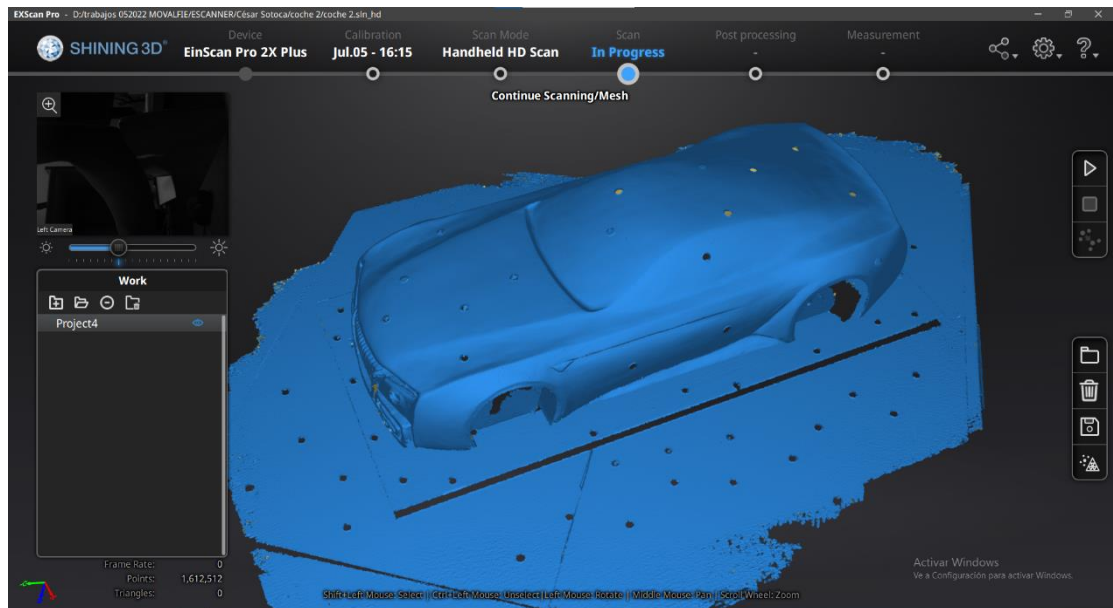 EXScan Pro - D:/trabajos 052022 MOVALFIE/ESCANNER/César Sotoca/coche 2/coche 2.sln_hd
SHINING 3D®
Device
EinScan Pro 2X Plus
Calibration
Jul.05 - 16:15
Scan Mode
Handheld HD Scan
Scan
In Progress
Post processing
-
Measurement
-
Continue Scanning/Mesh
Left Camera
Work
Project4
Frame Rate: 0
Points: 1,612,512
Triangles: 0
Activar Windows
Ve a Configuración para activar Windows.
Shift+Left Mouse: Select | Ctrl+Left Mouse: Unselect|Left Mouse: Rotate | Middle Mouse: Pan | Scroll Wheel: Zoom